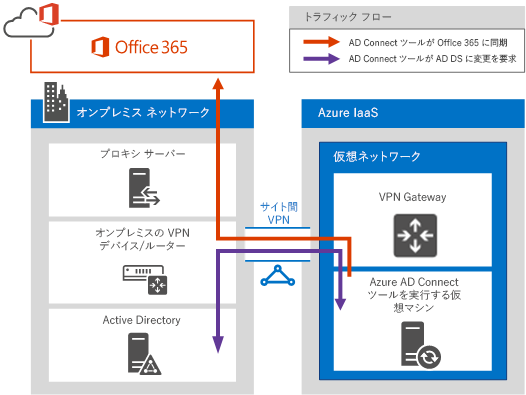 Office 365
トラフィック フロー
AD Connect ツールが Office 365 に同期
AD Connect ツールが AD DS に変更を要求
オンプレミス ネットワーク
プロキシ サーバー
オンプレミスの VPN
デバイス/ルーター
Active Directory
サイト間
VPN
Azure IaaS
仮想ネットワーク
VPN Gateway
Azure AD Connect
ツールを実行する仮
想マシン